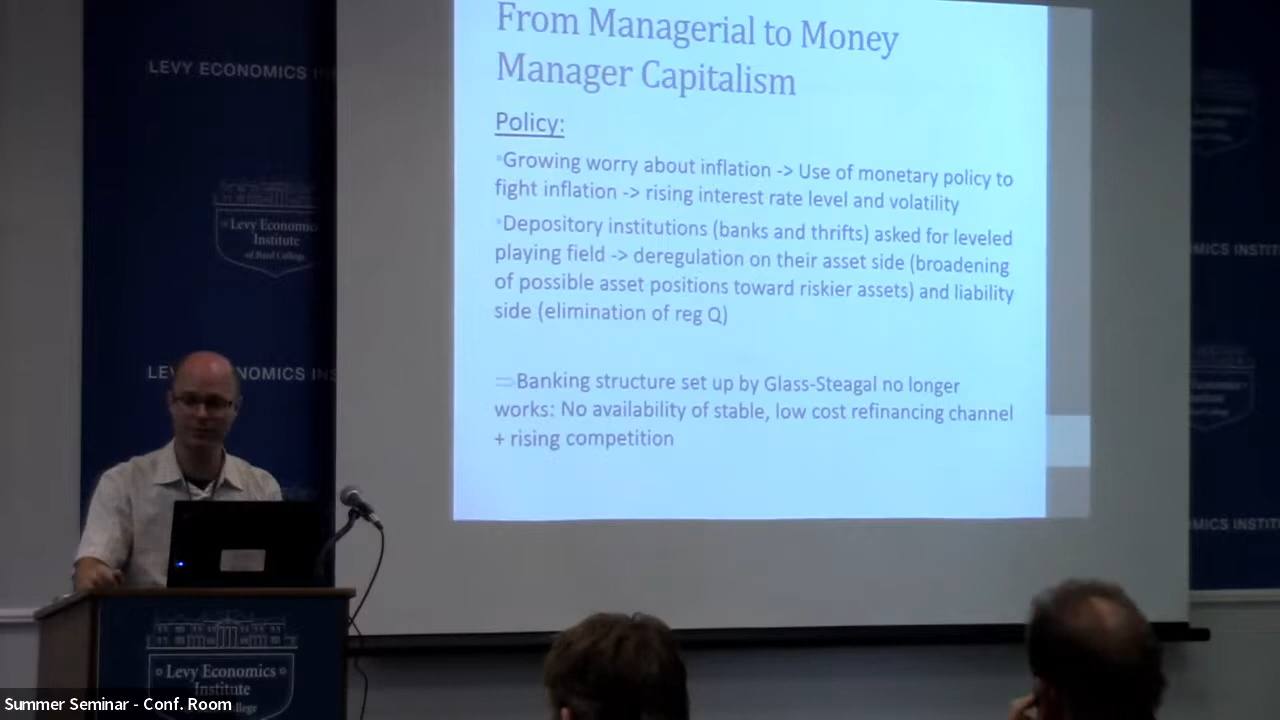 From Managerial to Money
Manager Capitalism
Policy:
•Growing worry about inflation -> Use of monetary policy to
fight inflation -> rising interest rate level and volatility
•Depository institutions (banks and thrifts) asked for leveled
playing field -> deregulation on their asset side (broadening
of possible asset positions toward riskier assets) and liability
side (elimination of reg Q)
Banking structure set up by Glass-Steagal no longer
works: No availability of stable, low cost refinancing channel
+ rising competition
LEVY ECONOMICS
Levy Economics
Institute
of Bard College
Levy Economics
Institute
Summer Seminar - Conf. Room